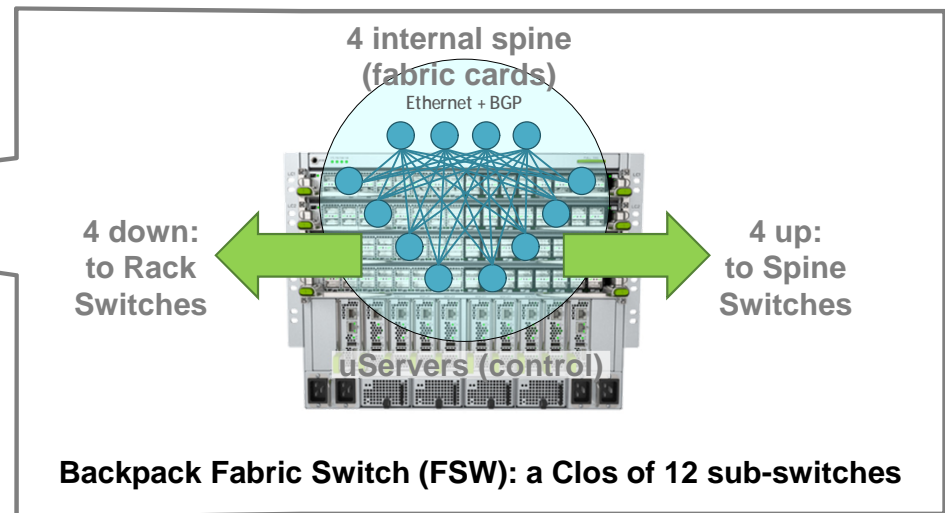 4 internal spine
(fabric cards)
Ethernet + BGP
4 down:
to Rack
Switches
4 up:
to Spine
Switches
uServers (control)
Backpack Fabric Switch (FSW): a Clos of 12 sub-switches